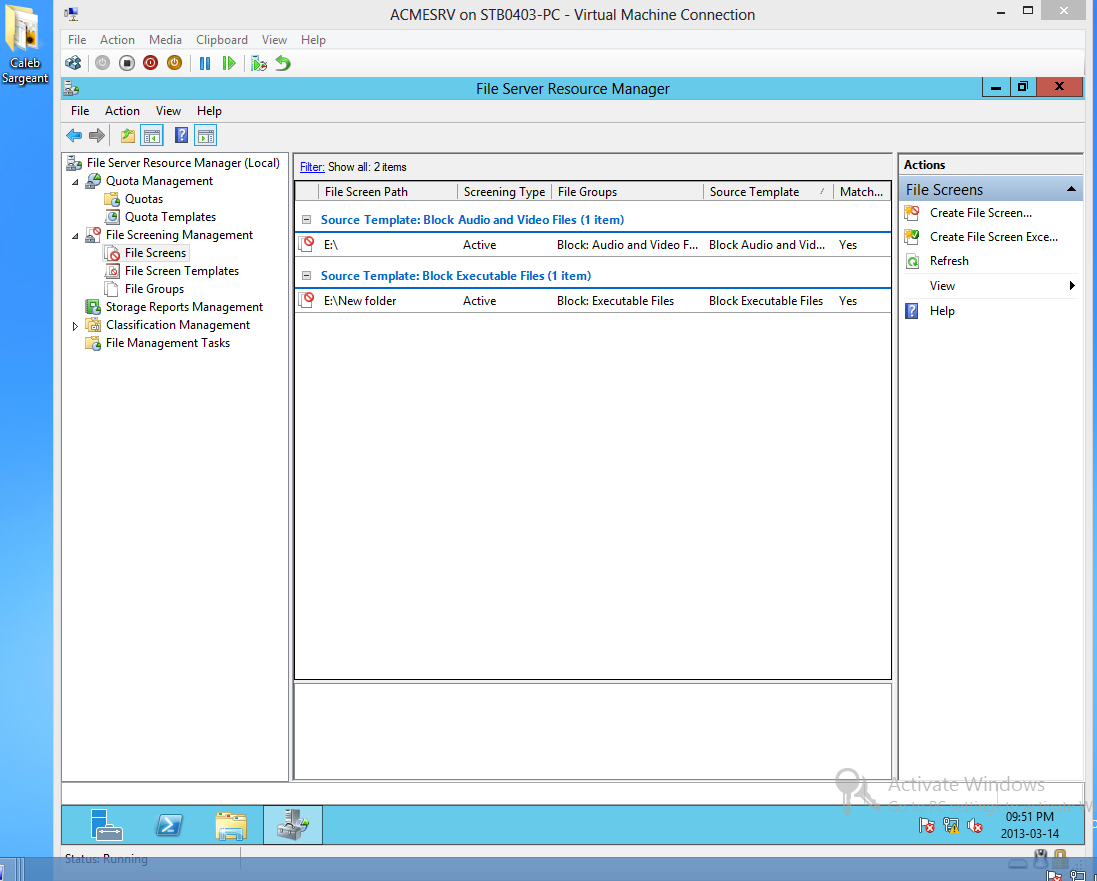 Caleb
Sargeant
ACMESRV on STB0403-PC - Virtual Machine Connection
File Action Media Clipboard View Help
File Server Resource Manager
File Action View Help
File Server Resource Manager (Local)
Quota Management
Quotas
Quota Templates
File Screening Management
File Screens
File Screen Templates
File Groups
Storage Reports Management
Classification Management
File Management Tasks
Filter: Show all: 2 items
File Screen Path Screening Type File Groups Source Template Match...
Source Template: Block Audio and Video Files (1 item)
E:\ Active Block: Audio and Video F... Block Audio and Vid... Yes
Source Template: Block Executable Files (1 item)
E:\New folder Active Block: Executable Files Block Executable Files Yes
Actions
File Screens
Create File Screen...
Create File Screen Exce...
Refresh
View
Help
Activate Windows
09:51 PM
2013-03-14
Status: Running